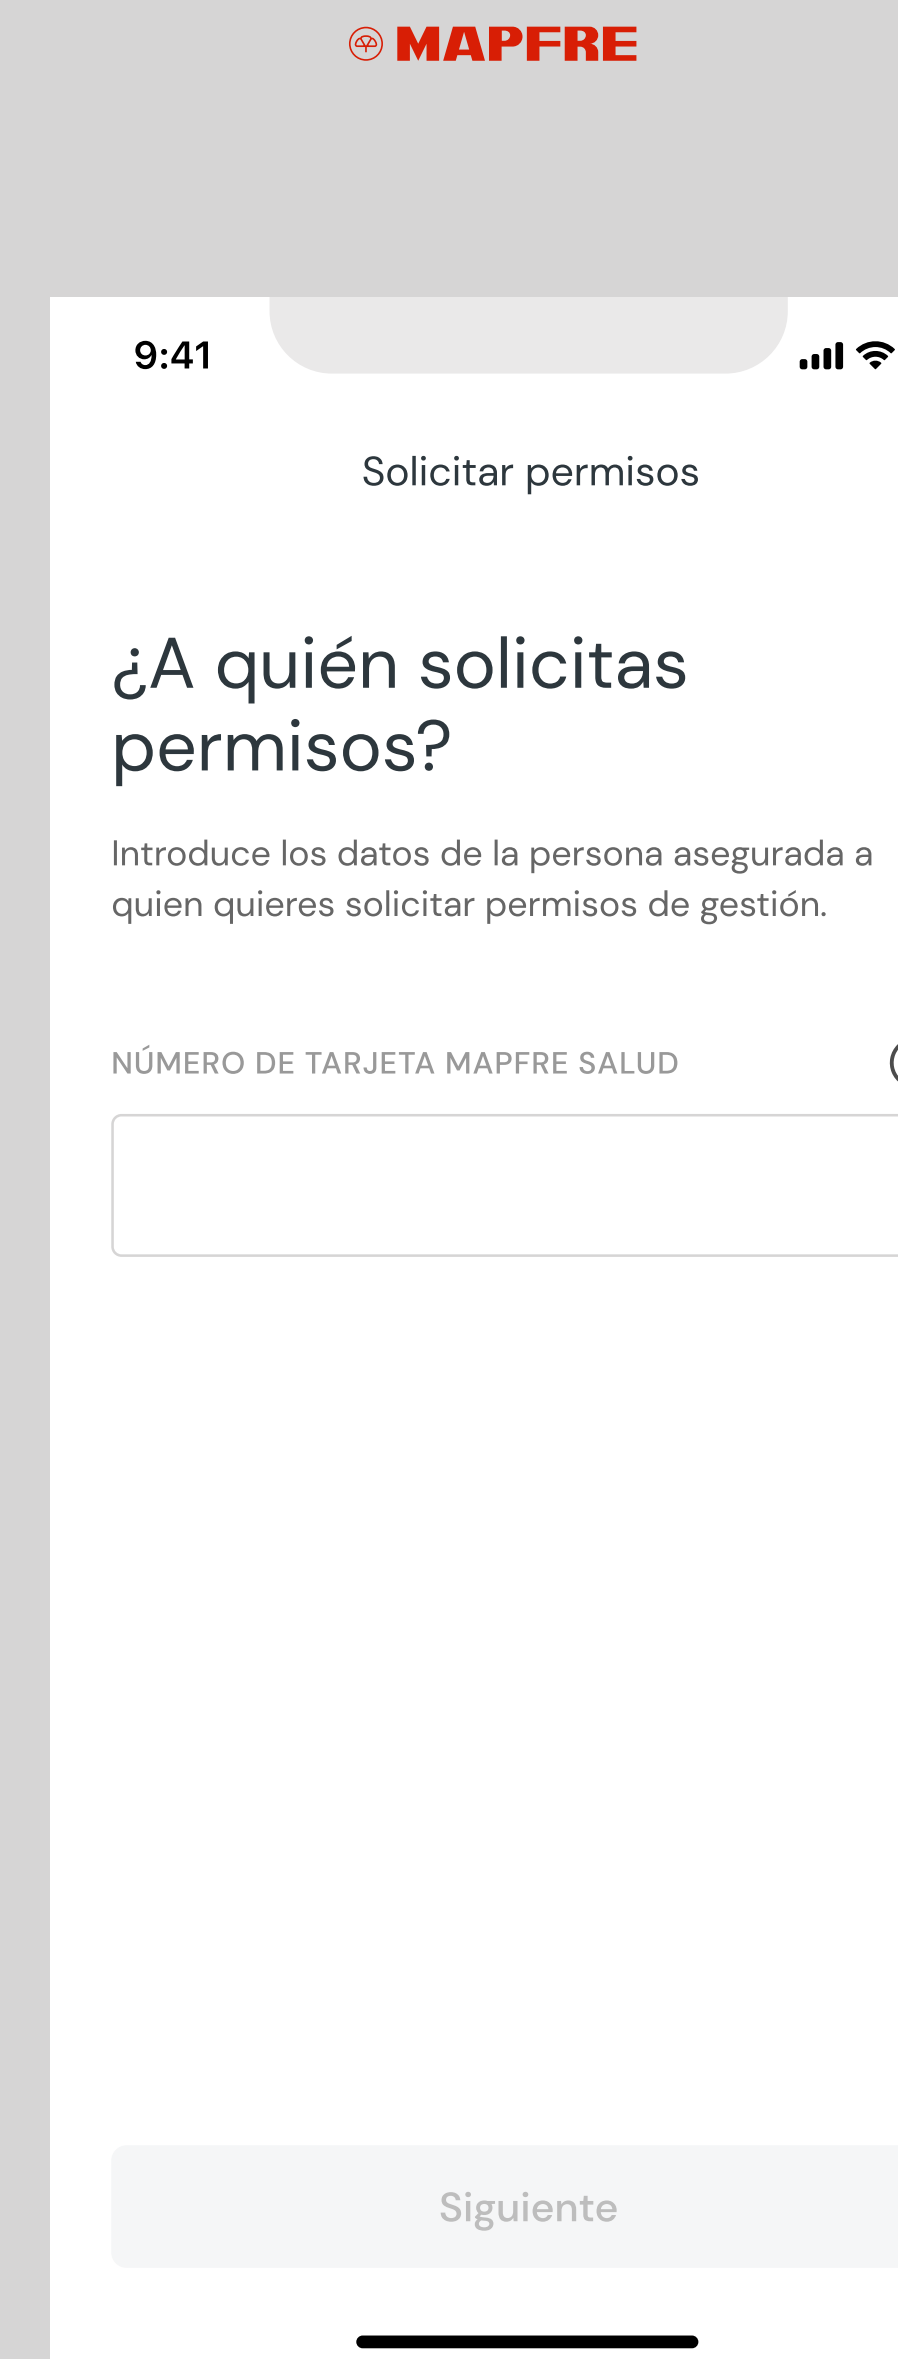 MAPFRE
9:41
Solicitar permisos
¿A quién solicitas
permisos?
Introduce los datos de la persona asegurada a
quien quieres solicitar permisos de gestión.
NÚMERO DE TARJETA MAPFRE SALUD
Siguiente